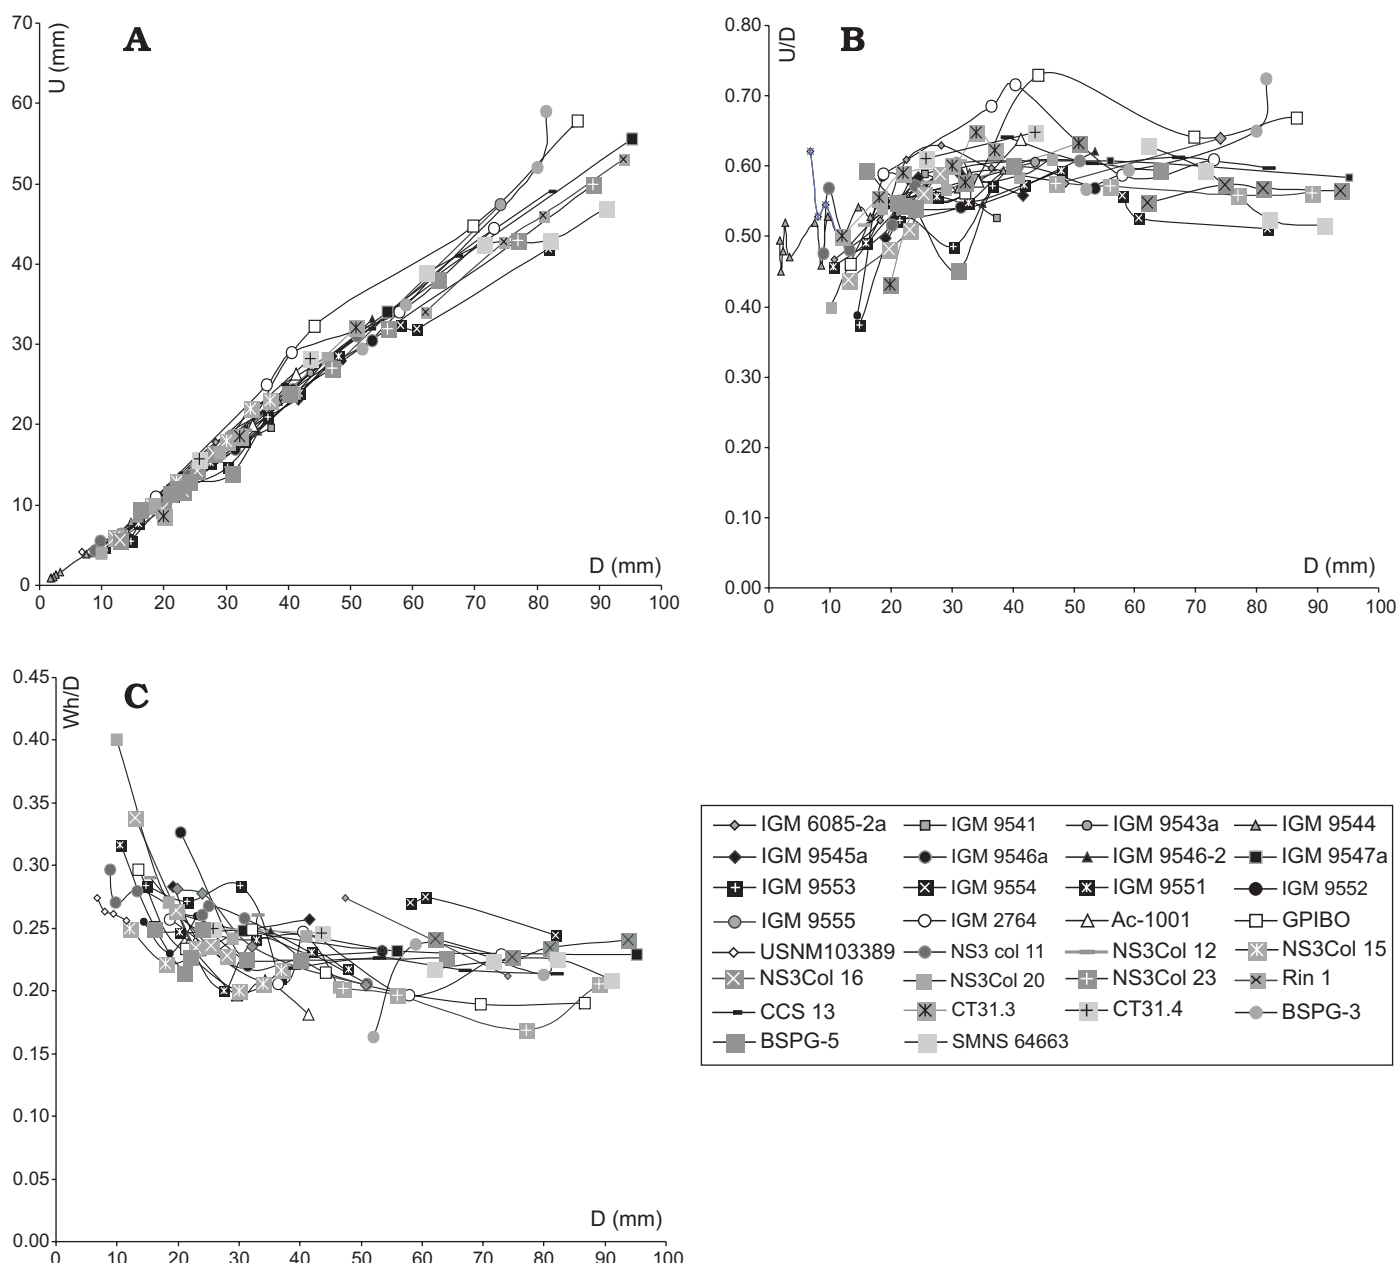 A
U (mm)
70
60
50
40
30
20
10
0
D (mm)
0 10 20 30 40 50 60 70 80 90 100
B
U/D
0.80
0.70
0.60
0.50
0.40
0.30
0.20
0.10
0.00
D (mm)
0 10 20 30 40 50 60 70 80 90 100
C
Wh/D
0.45
0.40
0.35
0.30
0.25
0.20
0.15
0.10
0.05
0.00
D (mm)
0 10 20 30 40 50 60 70 80 90 100
IGM 6085-2a IGM 9541 IGM 9543a IGM 9544
IGM 9545a IGM 9546a IGM 9546-2 IGM 9547a
IGM 9553 IGM 9554 IGM 9551 IGM 9552
IGM 9555 IGM 2764 Ac-1001 GPIBO
USNM103389 NS3 col 11 NS3Col 12 NS3Col 15
NS3Col 16 NS3Col 20 NS3Col 23 Rin 1
CCS 13 CT31.3 CT31.4 BSPG-3
BSPG-5 SMNS 64663